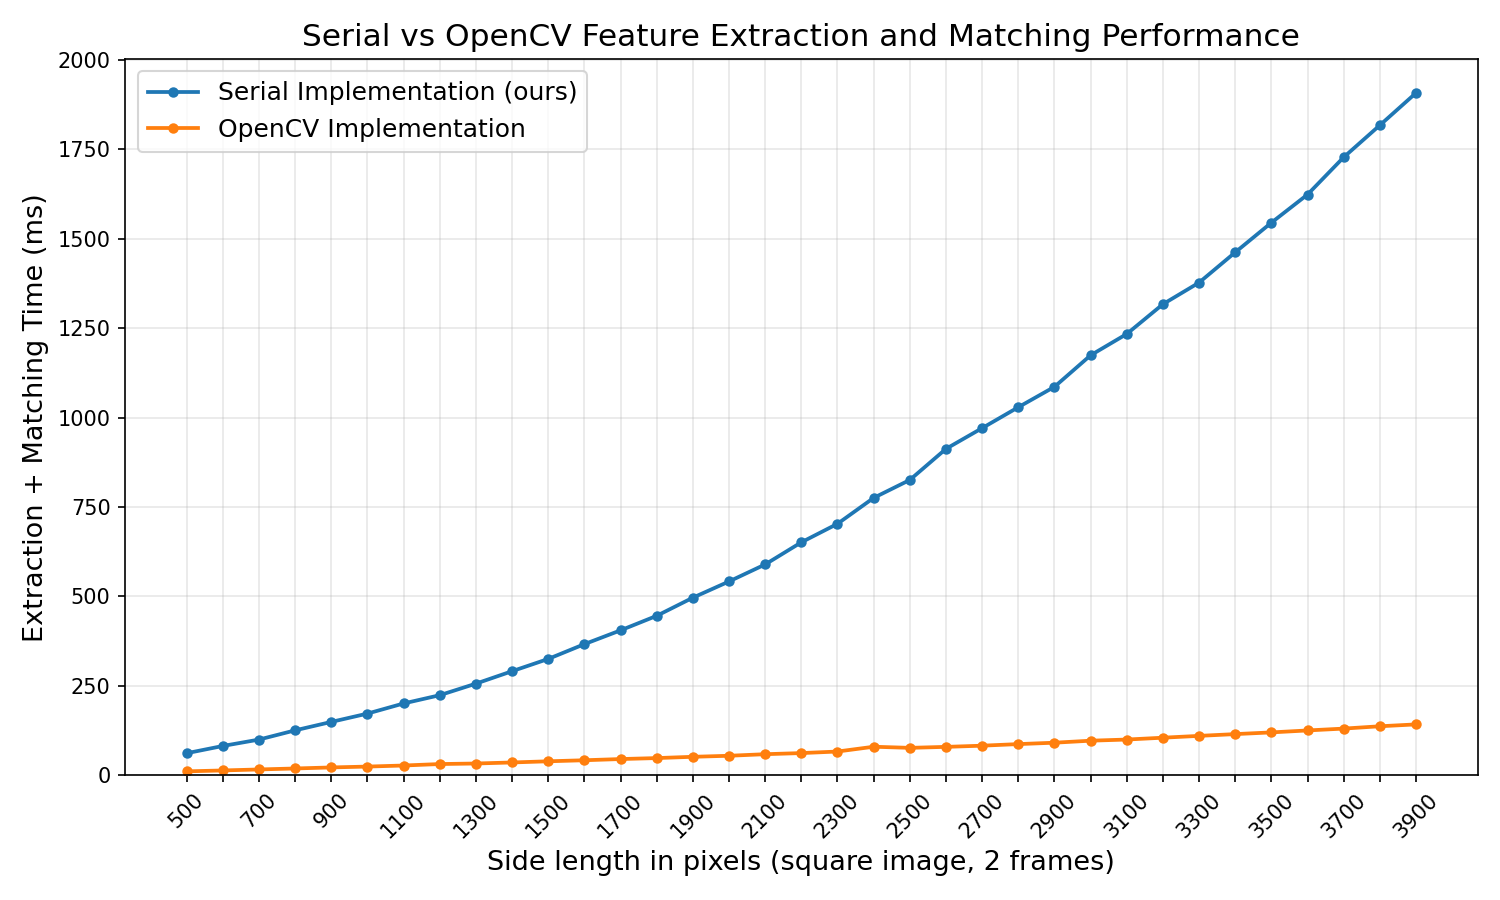 Serial vs OpenCV Feature Extraction and Matching Performance
Serial Implementation (ours)
OpenCV Implementation
Extraction + Matching Time (ms)
2000
1750
1500
1250
1000
750
500
250
0
500 700 900 1100 1300 1500 1700 1900 2100 2300 2500 2700 2900 3100 3300 3500 3700 3900
Side length in pixels (square image, 2 frames)